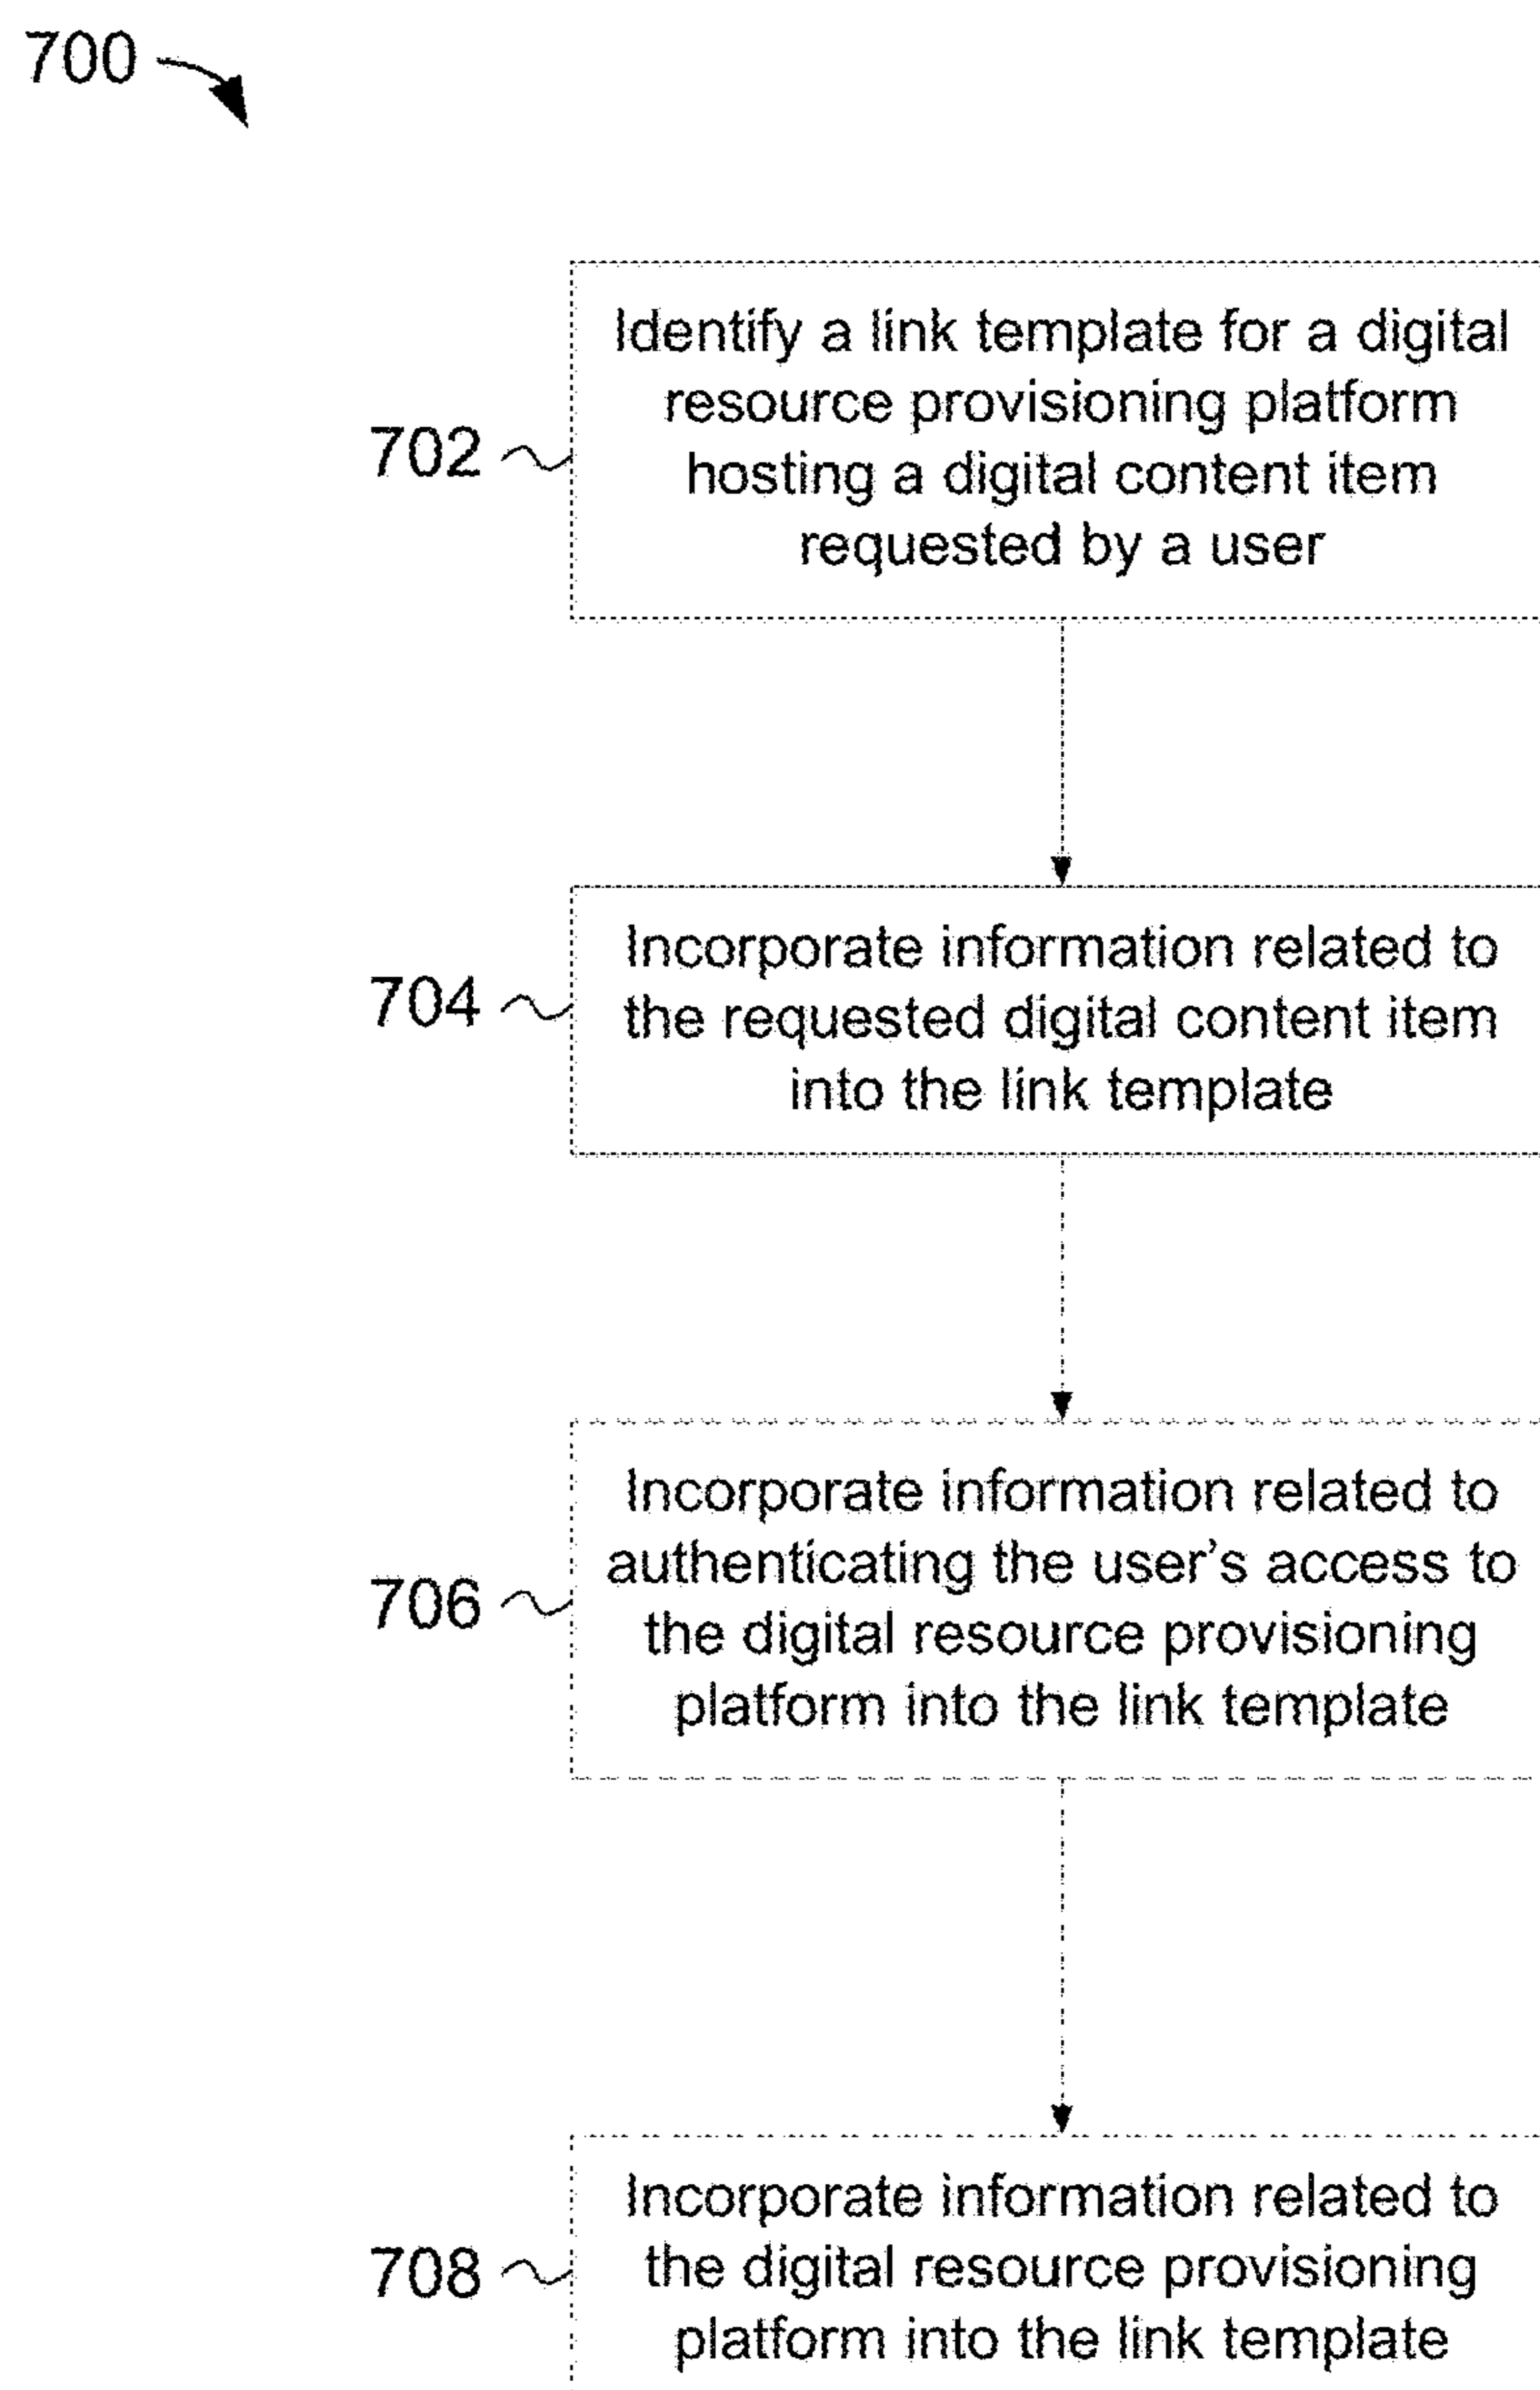 700
702
Identify a link template for a digital
resource provisioning platform
hosting a digital content item
requested by a user
704
Incorporate information related to
the requested digital content item
into the link template
706
Incorporate information related to
authenticating the user's access to
the digital resource provisioning
platform into the link template
708
Incorporate information related to
the digital resource provisioning
platform into the link template